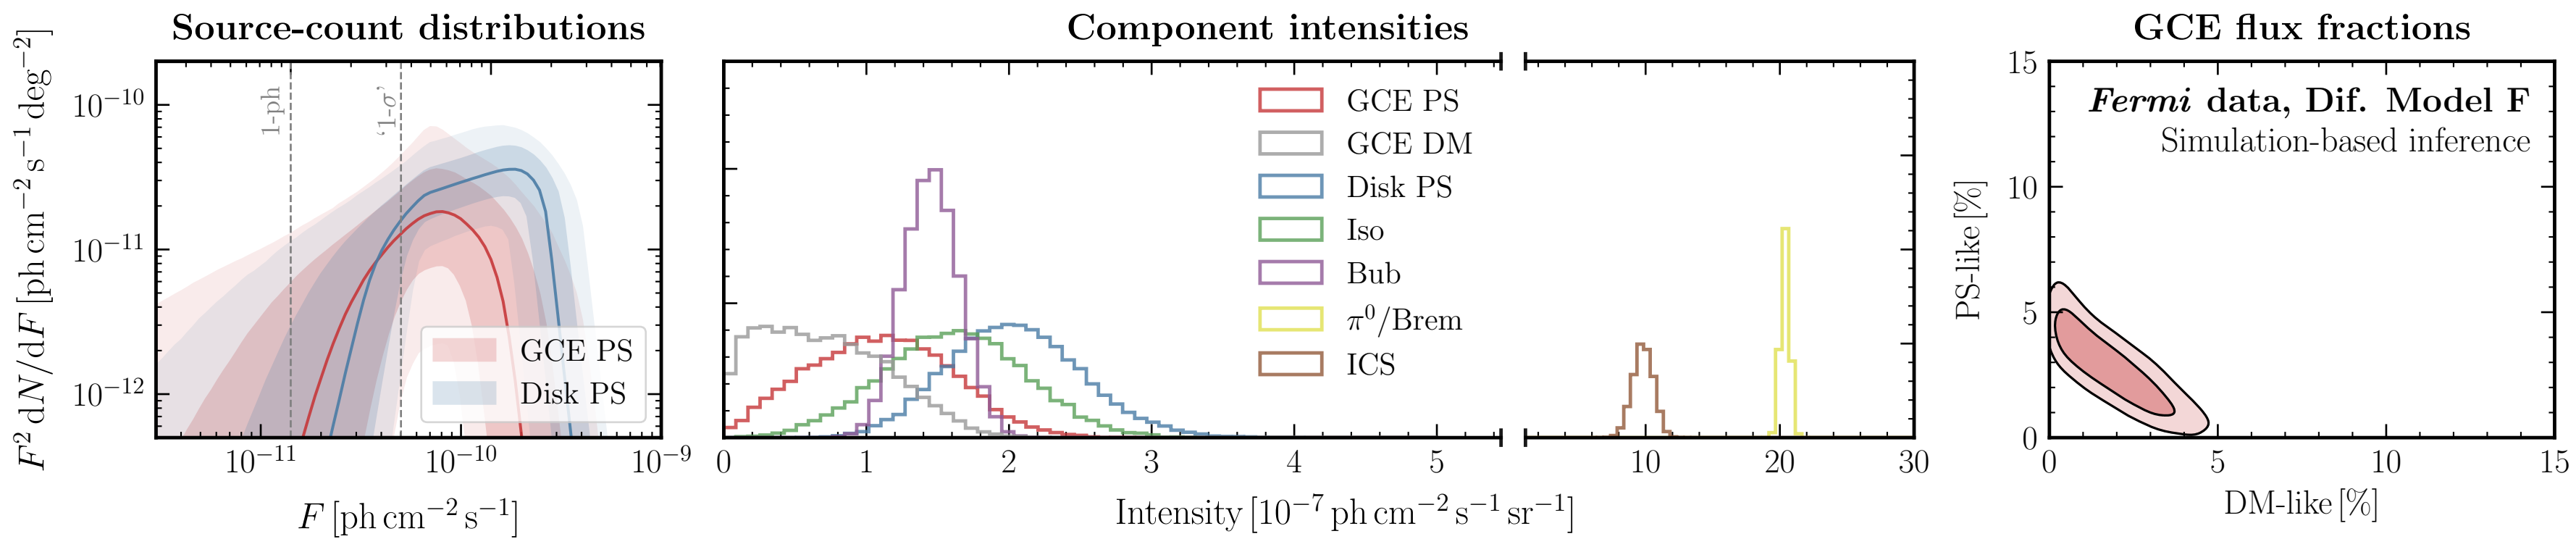 Source-count distributions
F² dN/dF [ph cm⁻² s⁻¹ deg⁻²]
10⁻¹⁰
10⁻¹¹
10⁻¹²
1-ph
‘1-σ’
GCE PS
Disk PS
10⁻¹¹ 10⁻¹⁰ 10⁻⁹
F [ph cm⁻² s⁻¹]
Component intensities
GCE PS
GCE DM
Disk PS
Iso
Bub
π⁰/Brem
ICS
0 1 2 3 4 5 10 20 30
Intensity [10⁻⁷ ph cm⁻² s⁻¹ sr⁻¹]
GCE flux fractions
Fermi data, Dif. Model F
Simulation-based inference
PS-like [%]
15
10
5
0
0 5 10 15
DM-like [%]